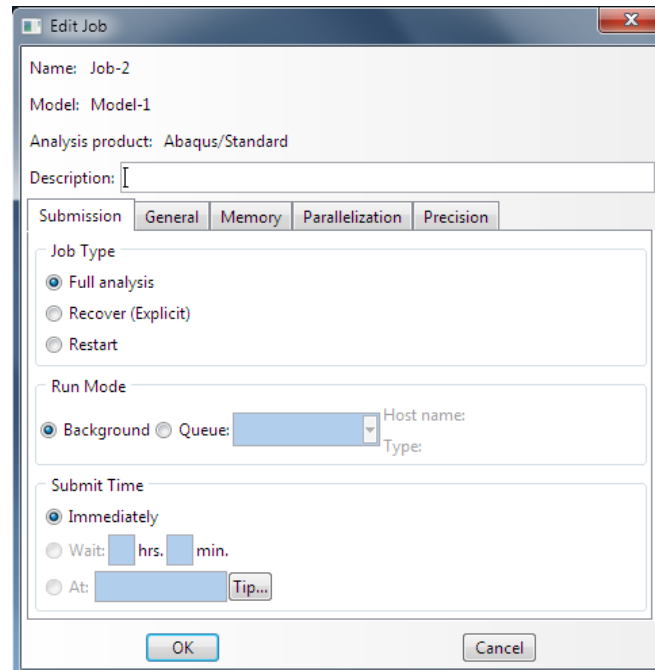 Edit Job
Name: Job-2
Model: Model-1
Analysis product: Abaqus/Standard
Description:
Submission General Memory Parallelization Precision
Job Type
Full analysis
Recover (Explicit)
Restart
Run Mode
Background Queue: Host name:
Type:
Submit Time
Immediately
Wait: hrs. min.
At: Tip...
OK Cancel